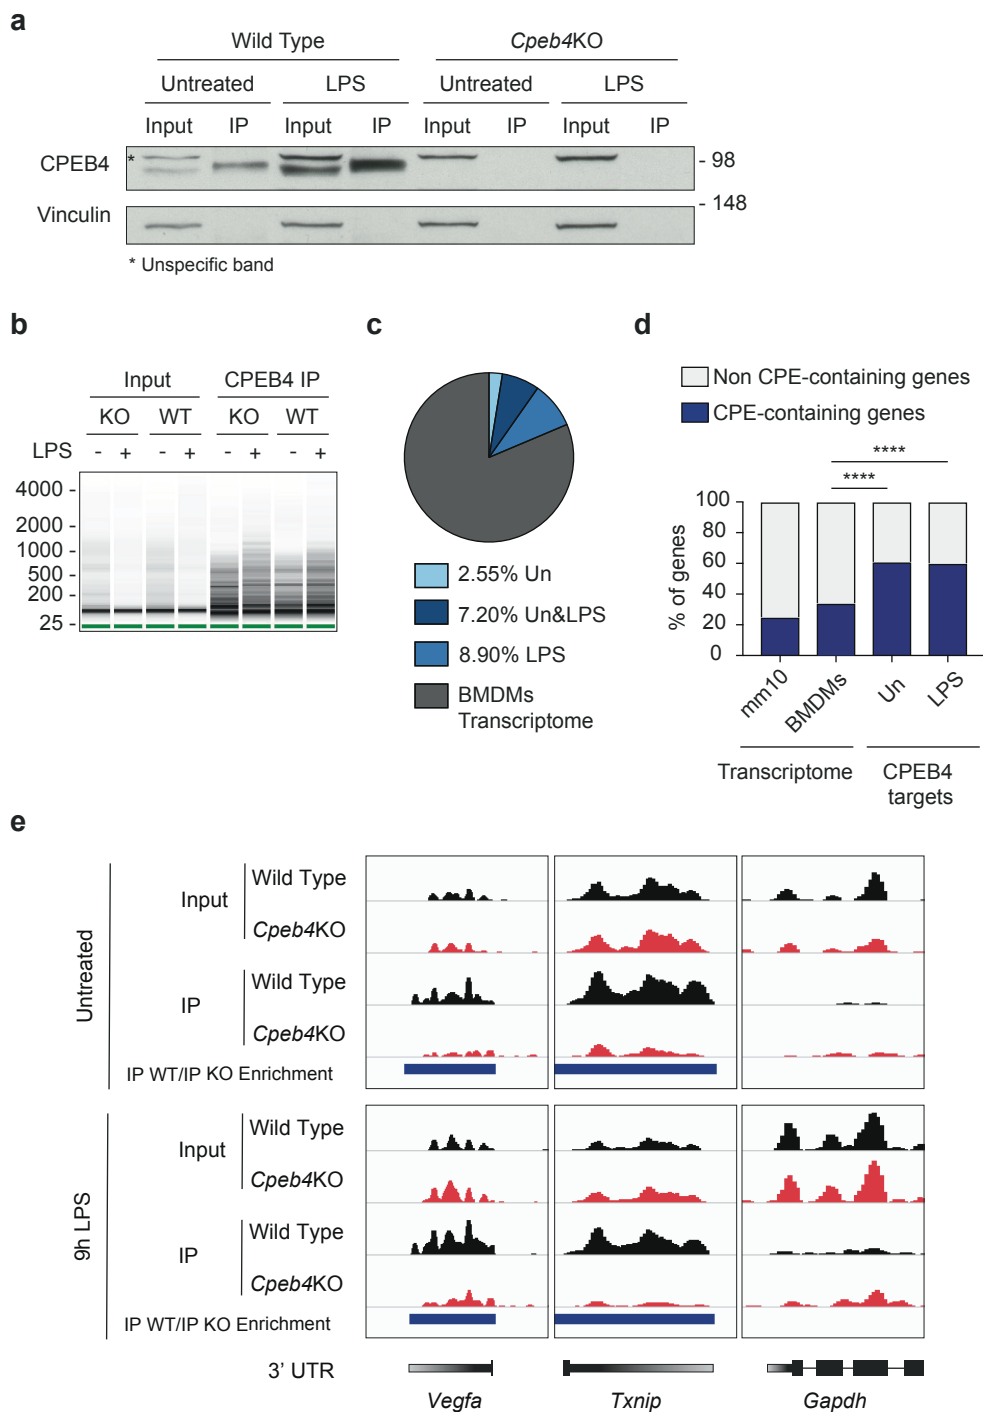 a
Wild Type Cpeb4KO
Untreated LPS Untreated LPS
Input IP Input IP Input IP Input IP
CPEB4 * - 98
- 148
Vinculin
* Unspecific band
b
Input CPEB4 IP
KO WT KO WT
LPS - + - + - + - +
4000 -
2000 -
1000 -
500 -
200 -
25 -
c
2.55% Un
7.20% Un&LPS
8.90% LPS
BMDMs
Transcriptome
d
Non CPE-containing genes
CPE-containing genes
****
****
% of genes
100
80
60
40
20
0
mm10 BMDMs Un LPS
Transcriptome CPEB4
targets
e
Untreated
Input Wild Type
Cpeb4KO
IP Wild Type
Cpeb4KO
IP WT/IP KO Enrichment
9h LPS
Input Wild Type
Cpeb4KO
IP Wild Type
Cpeb4KO
IP WT/IP KO Enrichment
3' UTR
Vegfa Txnip Gapdh